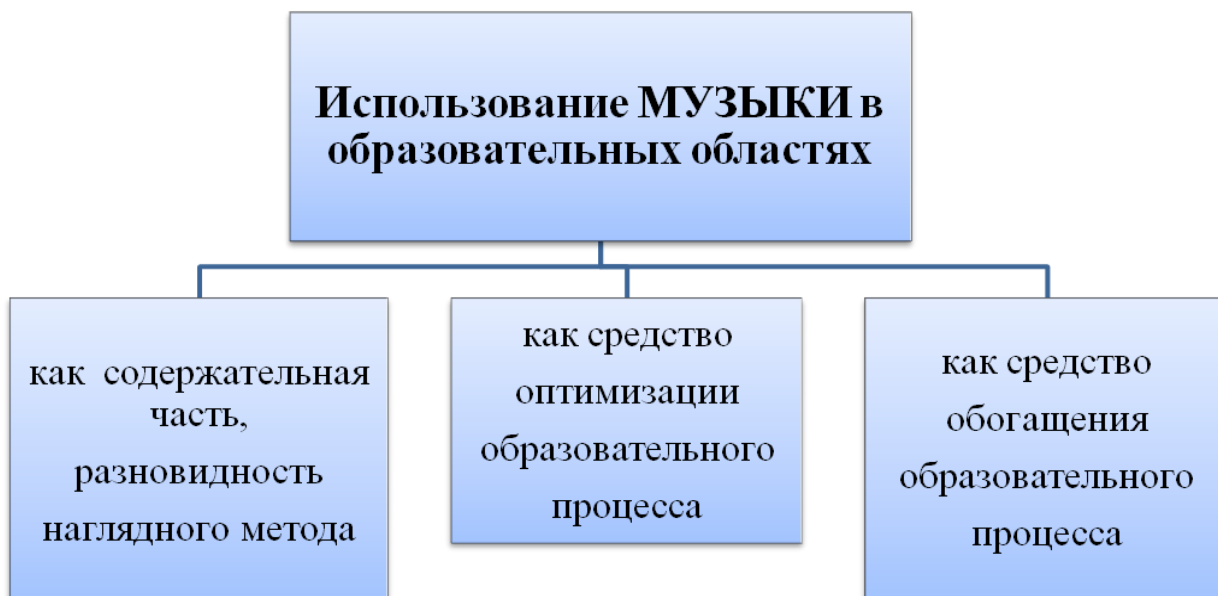 Использование МУЗЫКИ в
образовательных областях
как содержательная
часть,
разновидность
наглядного метода
как средство
оптимизации
образовательного
процесса
как средство
обогащения
образовательного
процесса